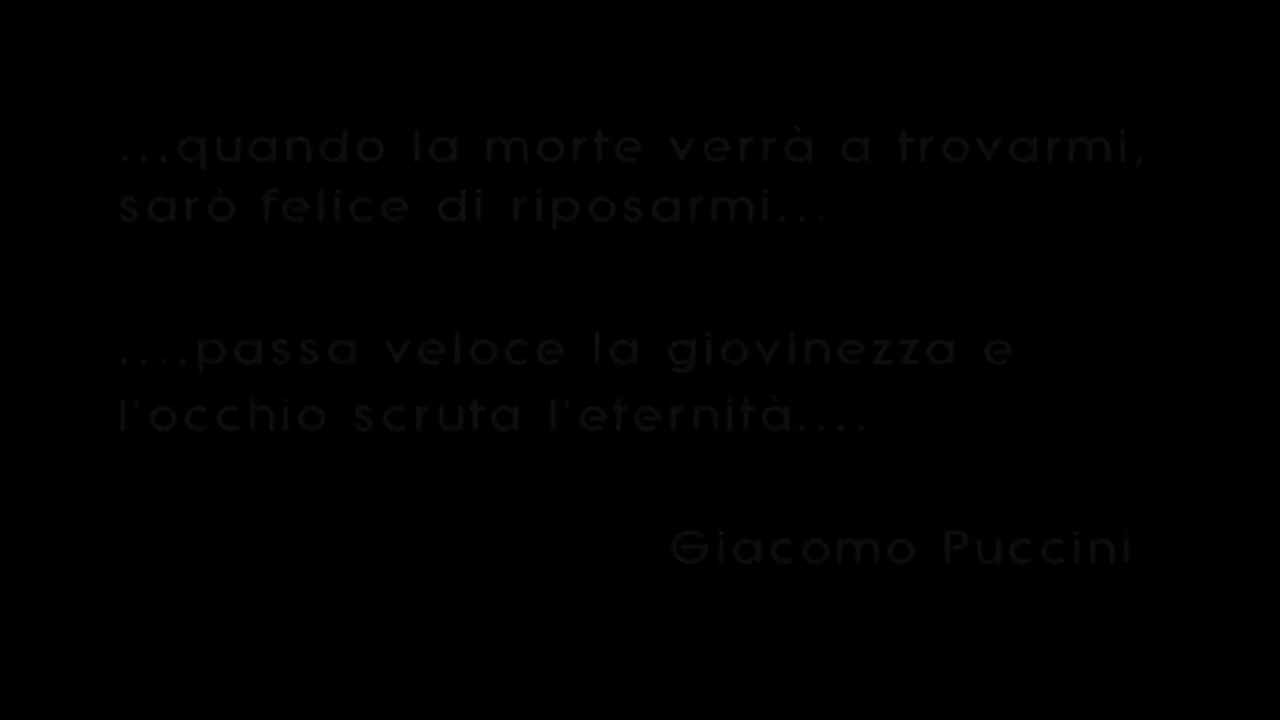 ...quando la morte verrà a trovarmi,
sarò felice di riposarmi...
....passa veloce la giovinezza e
l'occhio scruta l'eternità....
Giacomo Puccini